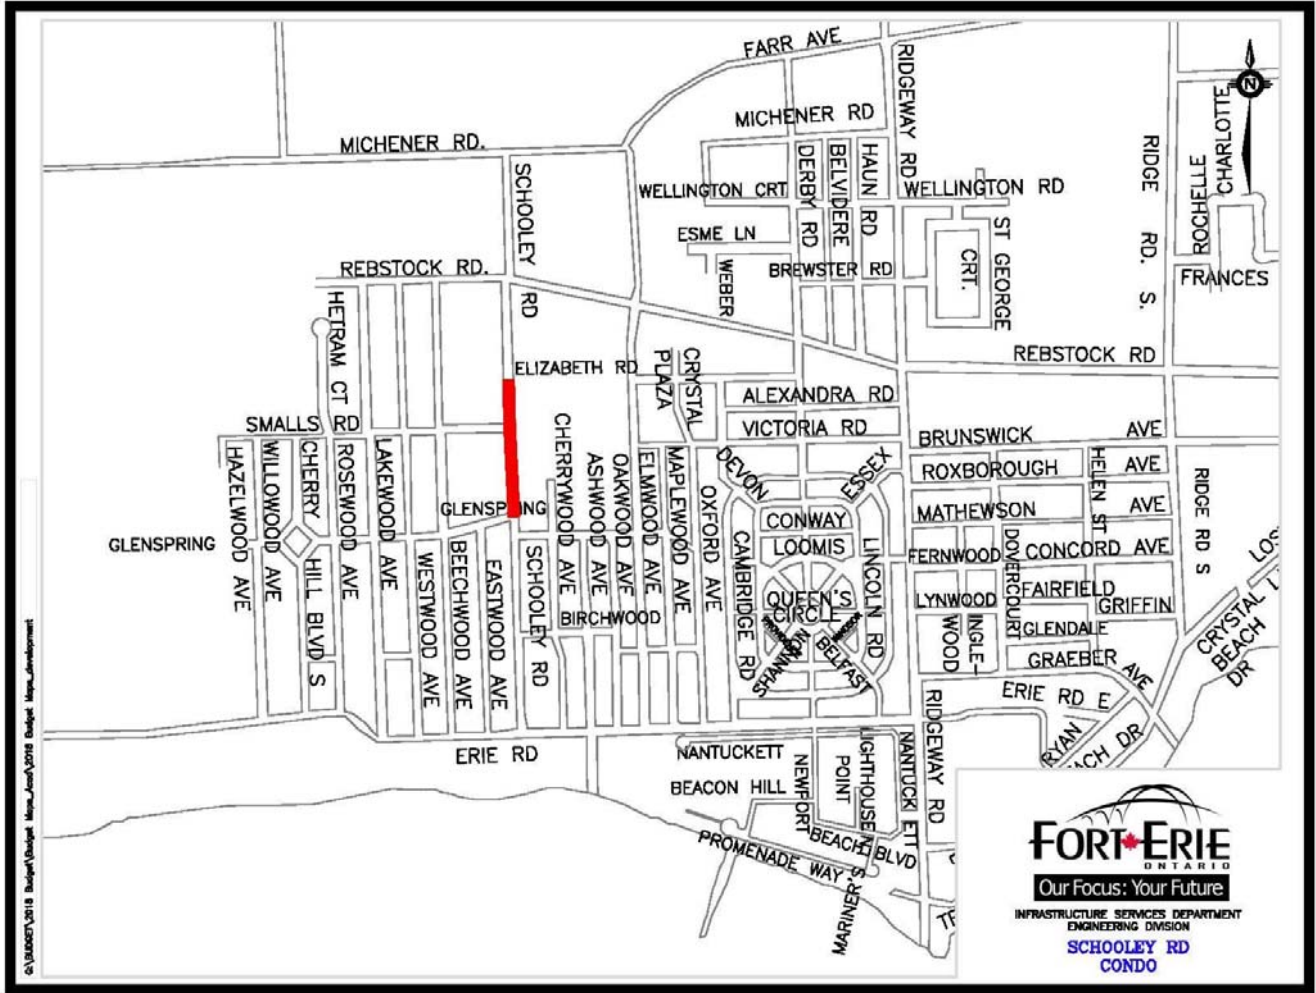 FARR AVE
RIDGEWAY RD
N
MICHENER RD
MICHENER RD.
SCHOOLEY RD
DERBY RD
BELVIDERE
HAUN RD
RIDGE RD. S.
ROCHELLE
CHARLOTTE
WELLINGTON CRT
WELLINGTON RD
ESME LN
WEBER
ST GEORGE
CRT.
REBSTOCK RD.
BREWSTER RD
FRANCES
HETRAM CT
ELIZABETH RD
CRYSTAL
PLAZA
REBSTOCK RD
ALEXANDRA RD
SMALLS RD
VICTORIA RD
BRUNSWICK AVE
HAZELWOOD AVE
WILLOWOOD AVE
CHERRY HILL BLVD S
ROSEWOOD AVE
LAKEWOOD AVE
CHERRYWOOD AVE
ASHWOOD AVE
OAKWOOD AVE
ELMWOOD AVE
MAPLEWOOD AVE
OXFORD AVE
DEVON
ESSEX
ROXBOROUGH AVE
HELEN ST
RIDGE RD S
GLENSPRING
CONWAY
MATHEWSON AVE
GLENSPRING
WESTWOOD AVE
BEECHWOOD AVE
EASTWOOD AVE
SCHOOLEY RD
CAMBRIDGE RD
LOOMIS
LINCOLN RD
FERNWOOD
DOVERCOURT
CONCORD AVE
BIRCHWOOD
QUEEN'S
CIRCLE
LYNWOOD
FAIRFIELD
GRIFFIN
INGLE-
WOOD
GLENDALE
SHANNON
BELFAST
GRAEBER AVE
CRYSTAL
BEACH
DR
ERIE RD E
ERIE RD
NANTUCKETT
RYAN
BEACON HILL
NEWPORT
LIGHTHOUSE
POINT
NANTUCKETT
RIDGEWAY RD
BEACH BLVD
PROMENADE WAY
MARINER'S
FORT ERIE
ONTARIO
Our Focus: Your Future
INFRASTRUCTURE SERVICES DEPARTMENT
ENGINEERING DIVISION
SCHOOLEY RD
CONDO